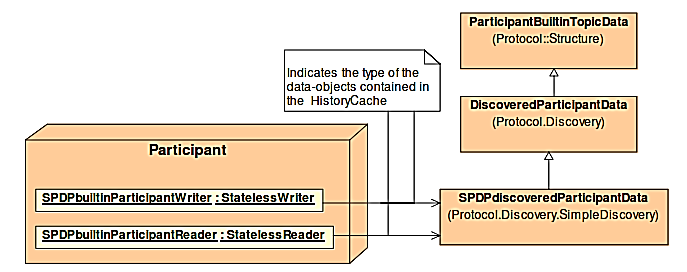 ParticipantBuiltinTopicData
(Protocol::Structure)
Indicates the type of the
data-objects contained in
the HistoryCache
DiscoveredParticipantData
(Protocol.Discovery)
Participant
SPDPbuiltinParticipantWriter : StatelessWriter
SPDPdiscoveredParticipantData
(Protocol.Discovery.SimpleDiscovery)
SPDPbuiltinParticipantReader : StatelessReader